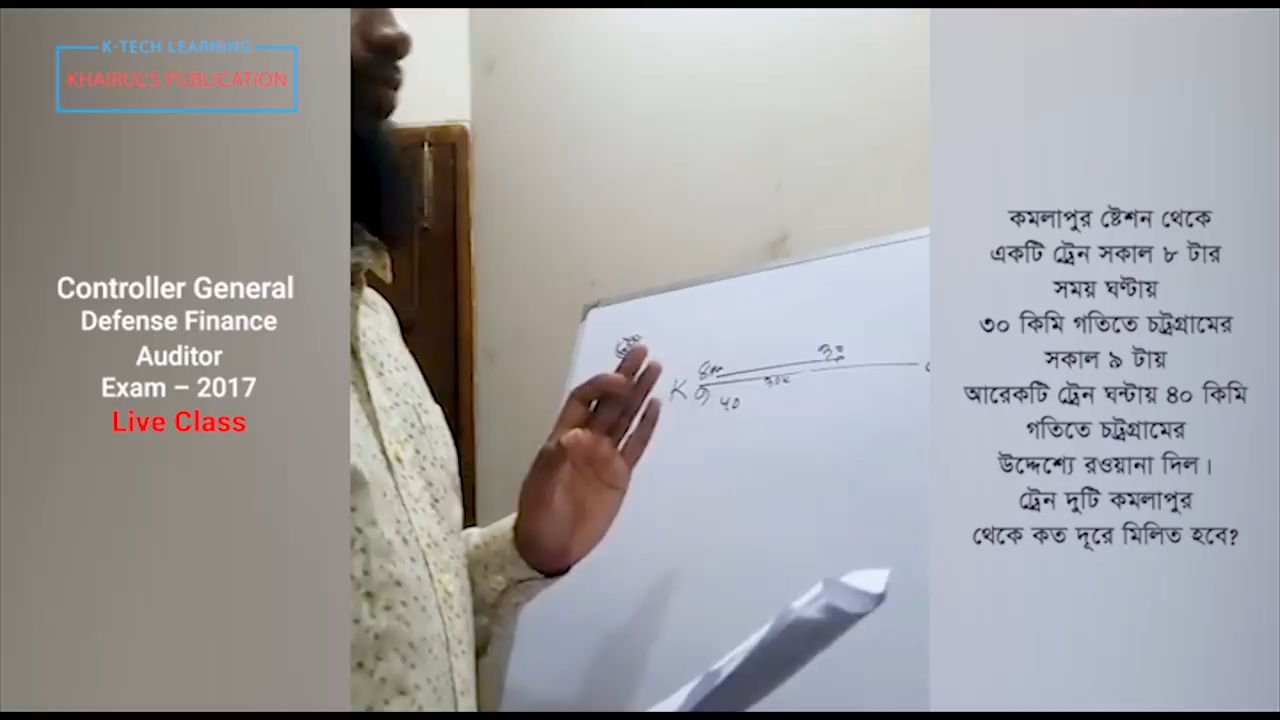 K-TECH LEARNING
KHAIRUL'S PUBLICATION
Controller General
Defense Finance
Auditor
Exam – 2017
Live Class
K
40
30
কমলাপুর ষ্টেশন থেকে
একটি ট্রেন সকাল ৮ টার
সময় ঘণ্টায়
৩০ কিমি গতিতে চট্রগ্রামের
সকাল ৯ টায়
আরেকটি ট্রেন ঘন্টায় ৪০ কিমি
গতিতে চট্রগ্রামের
উদ্দেশ্যে রওয়ানা দিল।
ট্রেন দুটি কমলাপুর
থেকে কত দূরে মিলিত হবে?